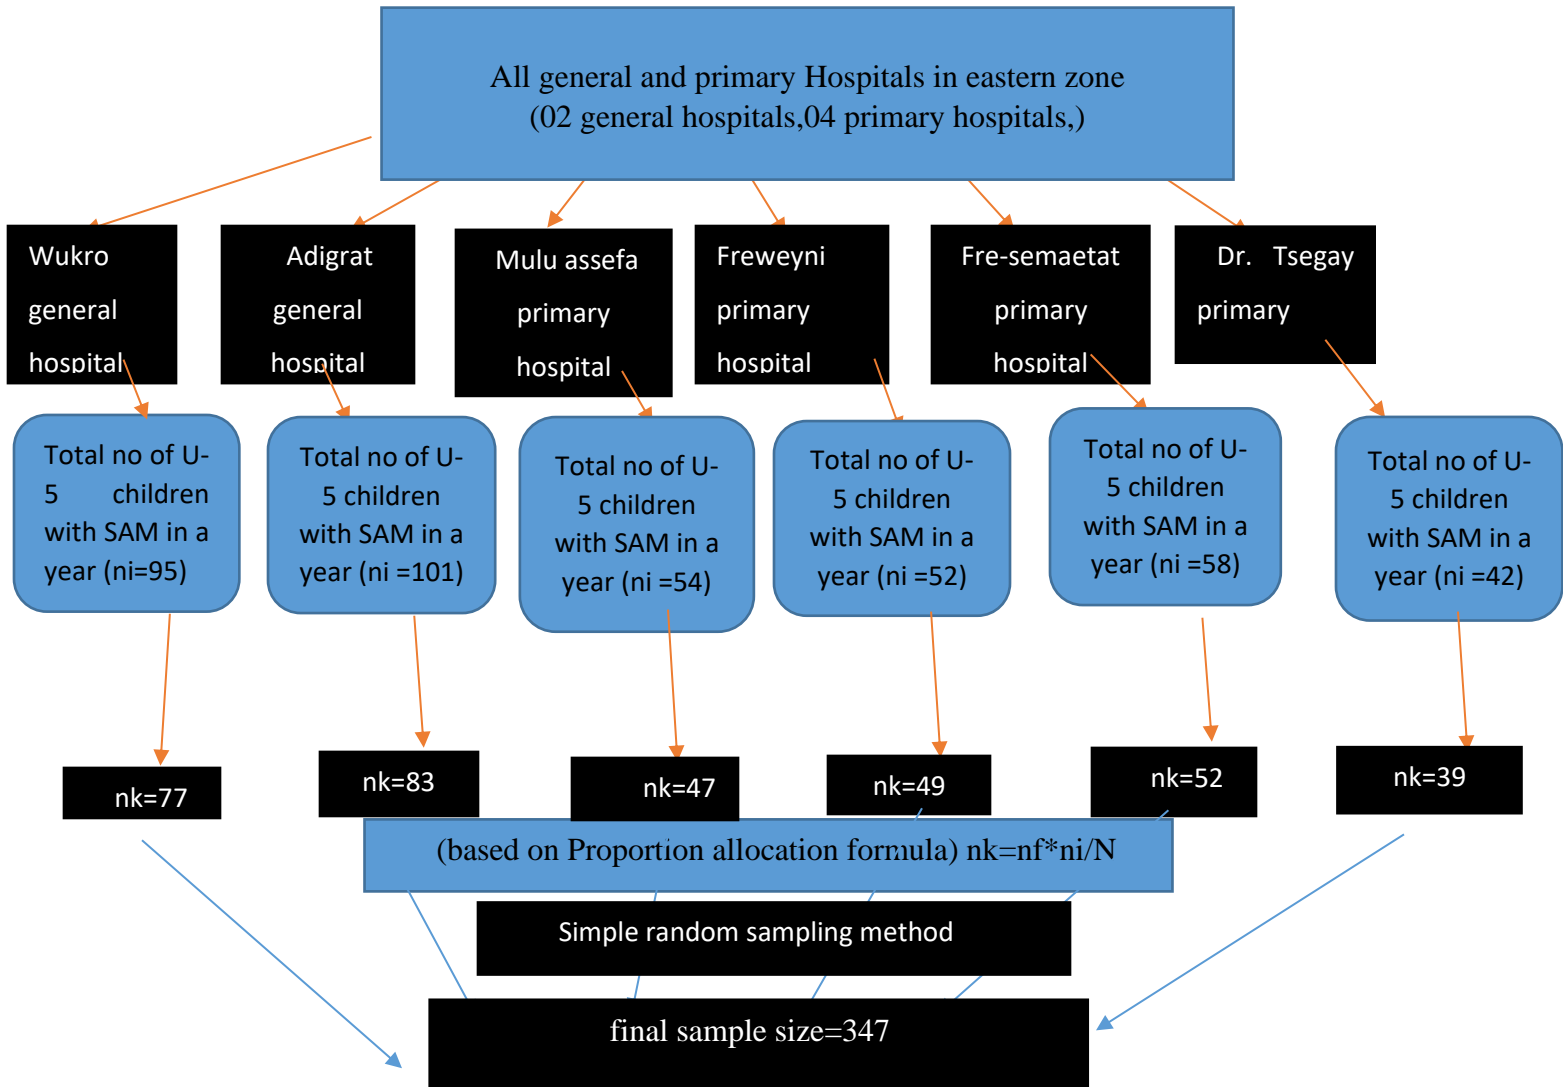 All general and primary Hospitals in eastern zone
(02 general hospitals,04 primary hospitals,)
Wukro
general
hospital
Adigrat
general
hospital
Mulu assefa
primary
hospital
Freweyni
primary
hospital
Fre-semaetat
primary
hospital
Dr. Tsegay
primary
Total no of U-
5 children
with SAM in a
year (ni=95)
Total no of U-
5 children
with SAM in a
year (ni =101)
Total no of U-
5 children
with SAM in a
year (ni =54)
Total no of U-
5 children
with SAM in a
year (ni =52)
Total no of U-
5 children
with SAM in a
year (ni =58)
Total no of U-
5 children
with SAM in a
year (ni =42)
nk=77
nk=83
nk=47
nk=49
nk=52
nk=39
(based on Proportion allocation formula) nk=nf*ni/N
Simple random sampling method
final sample size=347